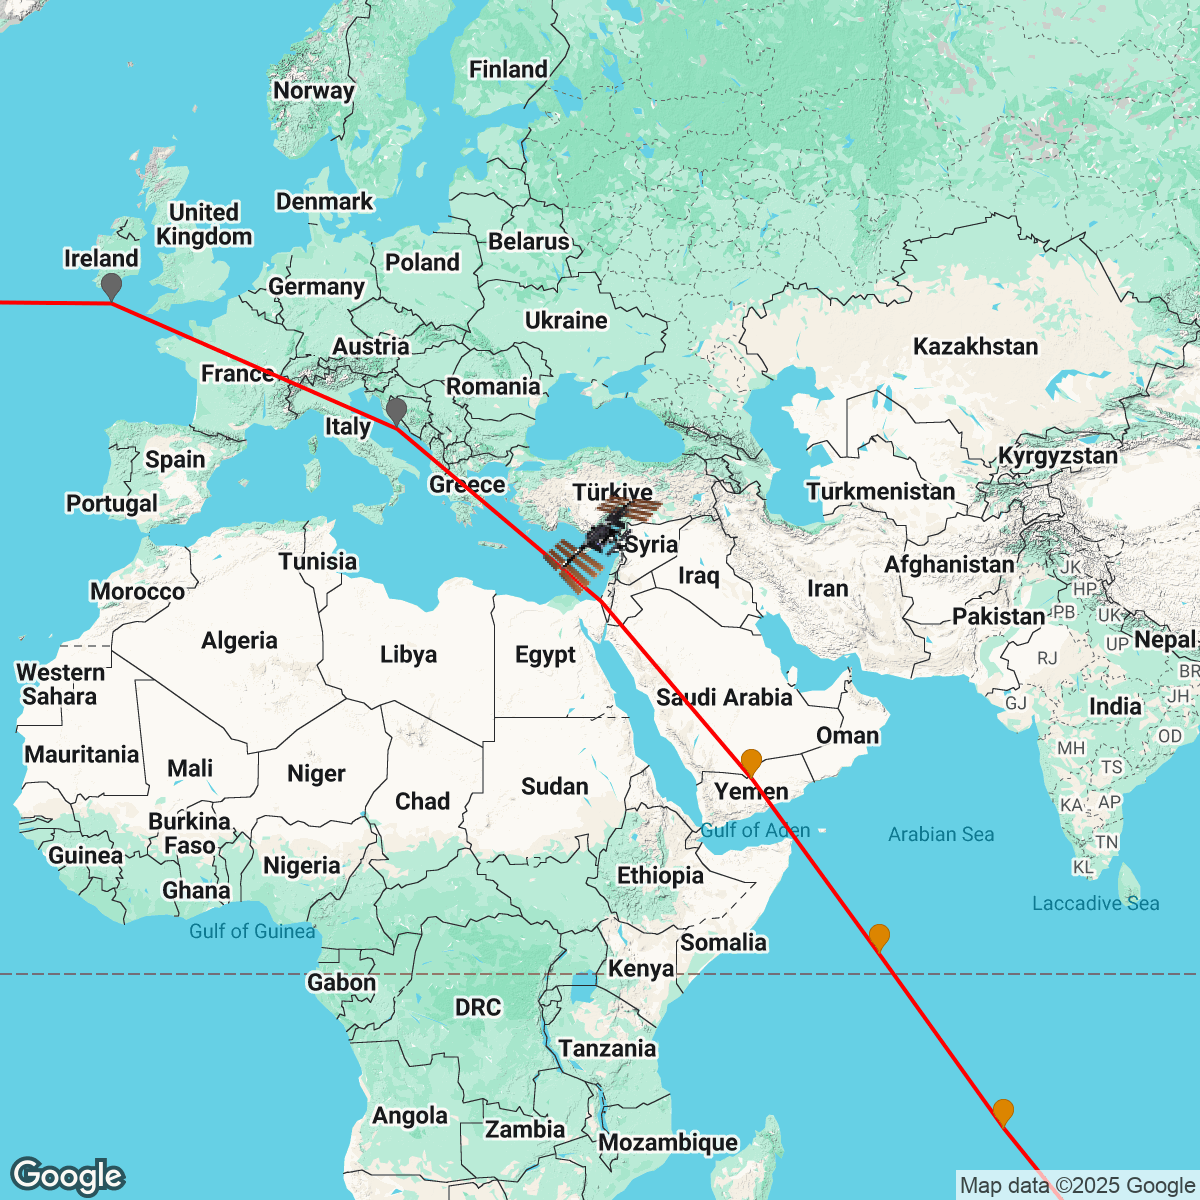 Finland
Norway
Denmark
United
Kingdom
Belarus
Ireland
Poland
Germany
Ukraine
Austria
Kazakhstan
France
Romania
Italy
Spain
Kyrgyzstan
Greece
Türkiye
Turkmenistan
Portugal
Syria
Tunisia
Iraq
Afghanistan
JK
Morocco
Iran
HP
Pakistan
PB
UK
Algeria
Nepal
UP
Libya
Egypt
RJ
Western
Sahara
BR
Saudi Arabia
JH
GJ
India
Oman
OD
Mauritania
MH
Mali
Niger
TS
Sudan
Yemen
Chad
KA
AP
Burkina
Faso
Gulf of Aden
Arabian Sea
TN
Guinea
Nigeria
KL
Ethiopia
Ghana
Laccadive Sea
Gulf of Guinea
Somalia
Kenya
Gabon
DRC
Tanzania
Angola
Zambia
Mozambique
Google
Map data ©2025 Google